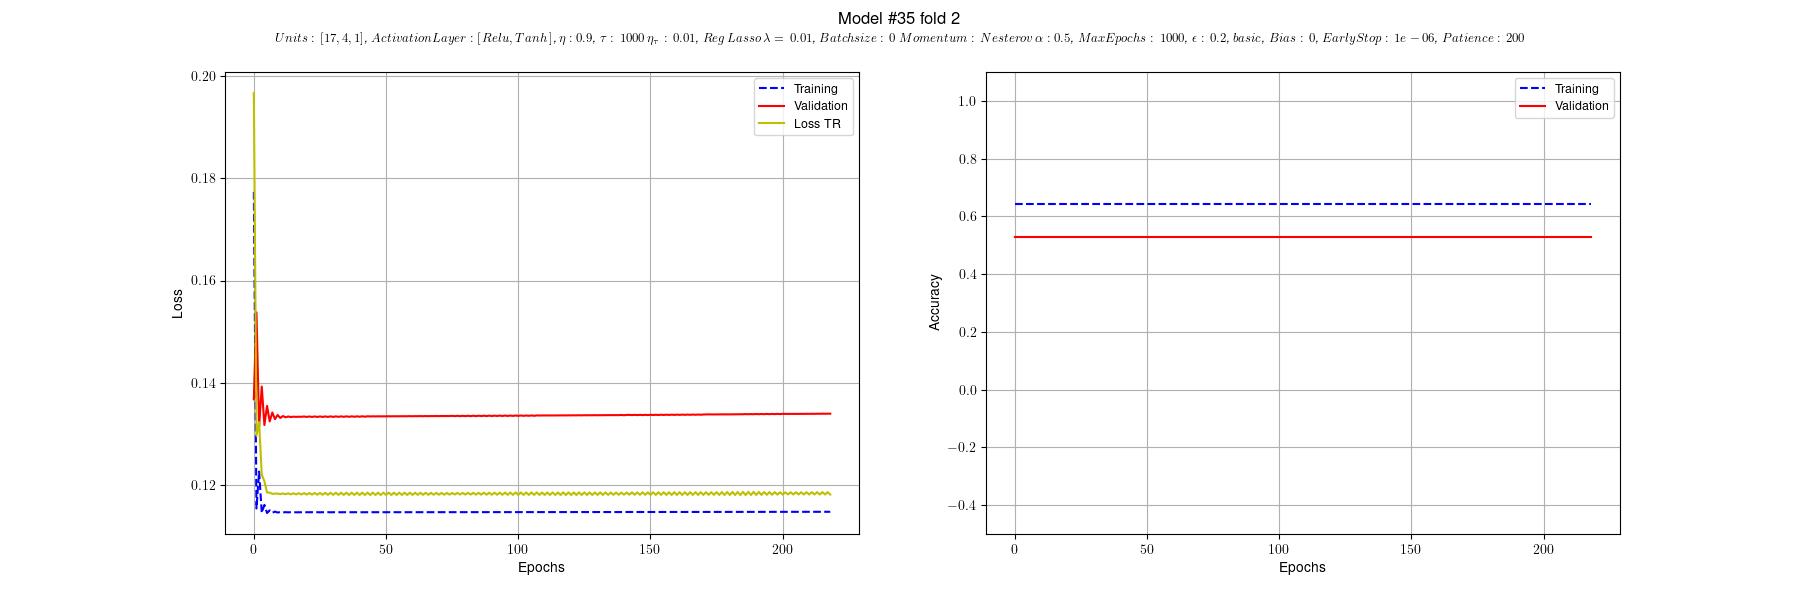 Model #35 fold 2
Units : [17, 4, 1], ActivationLayer : [Relu, Tanh], η : 0.9, τ : 1000 ητ : 0.01, Reg Lasso λ = 0.01, Batchsize : 0 Momentum : Nesterov α : 0.5, MaxEpochs : 1000, ϵ : 0.2, basic, Bias : 0, EarlyStop : 1e − 06, Patience : 200
0.20
0.18
0.16
0.14
0.12
Loss
0 50 100 150 200
Epochs
Training
Validation
Loss TR
1.0
0.8
0.6
0.4
0.2
0.0
−0.2
−0.4
Accuracy
0 50 100 150 200
Epochs
Training
Validation